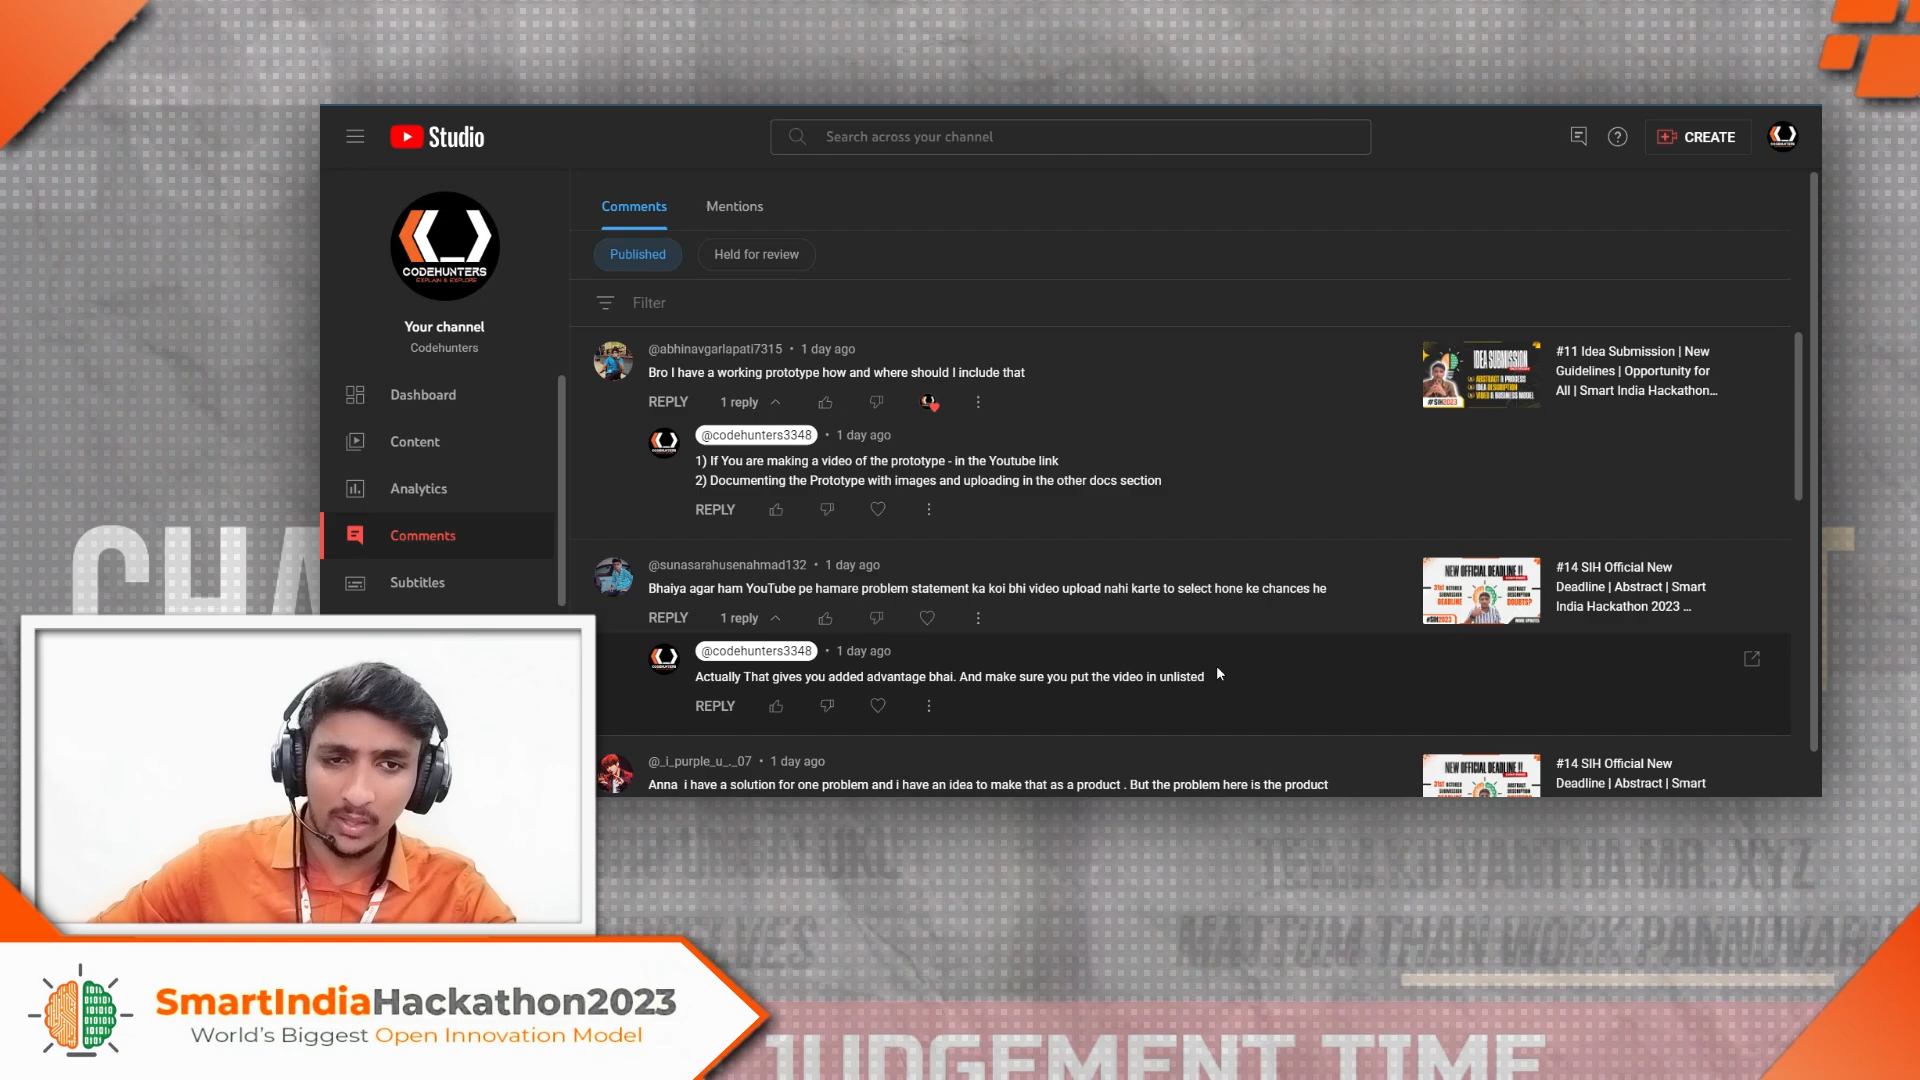 Studio
Search across your channel
CREATE
CODEHUNTERS
EXPLAIN & EXPLORE
Your channel
Codehunters
Dashboard
Content
Analytics
Comments
Subtitles
Comments
Mentions
Published
Held for review
Filter
@abhinavgarlapati7315 • 1 day ago
Bro I have a working prototype how and where should I include that
REPLY
1 reply
@codehunters3348 • 1 day ago
1) If You are making a video of the prototype - in the Youtube link
2) Documenting the Prototype with images and uploading in the other docs section
REPLY
IDEA SUBMISSION
#SIH2023
#11 Idea Submission | New
Guidelines | Opportunity for
All | Smart India Hackathon...
@sunasarahusenahmad132 • 1 day ago
Bhaiya agar ham YouTube pe hamare problem statement ka koi bhi video upload nahi karte to select hone ke chances he
REPLY
1 reply
@codehunters3348 • 1 day ago
Actually That gives you added advantage bhai. And make sure you put the video in unlisted
REPLY
NEW OFFICIAL DEADLINE !!
#14 SIH Official New
Deadline | Abstract | Smart
India Hackathon 2023 ...
@_i_purple_u_._07 • 1 day ago
Anna i have a solution for one problem and i have an idea to make that as a product . But the problem here is the product
NEW OFFICIAL DEADLINE !!
#14 SIH Official New
Deadline | Abstract | Smart
SmartIndiaHackathon2023
World's Biggest Open Innovation Model
JUDGEMENT TIME